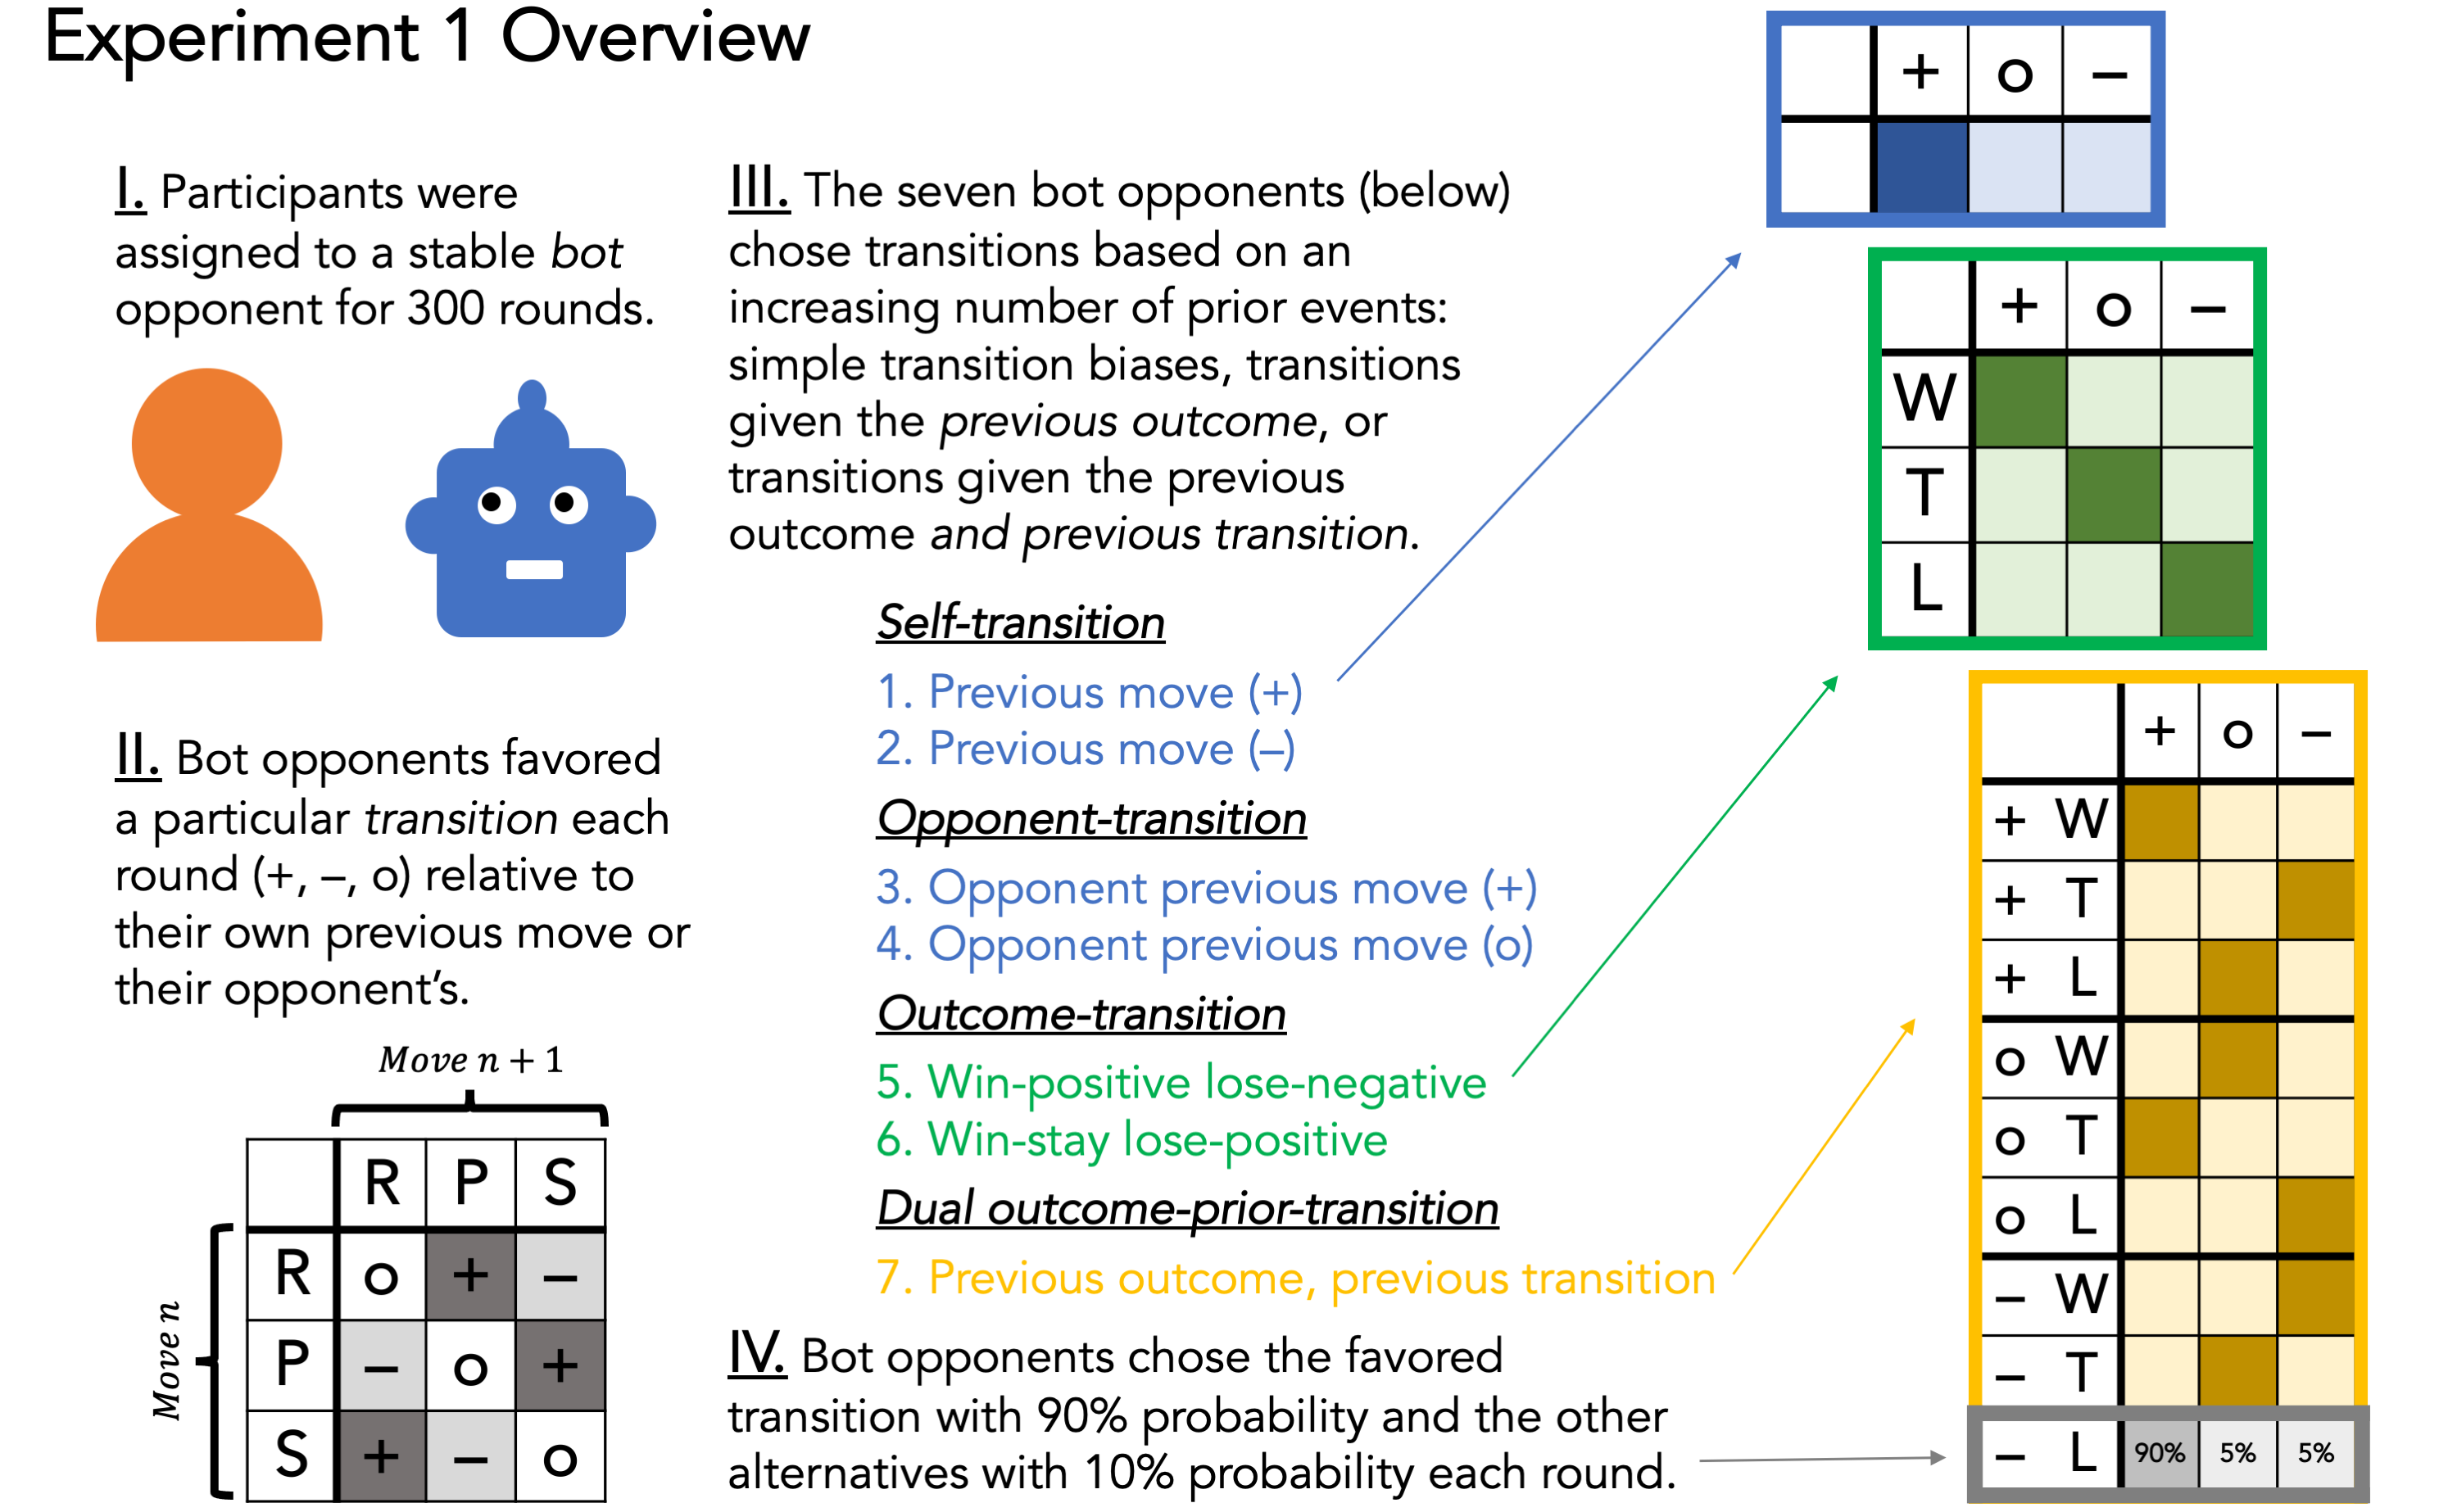 Experiment 1 Overview
I. Participants were
assigned to a stable bot
opponent for 300 rounds.
II. Bot opponents favored
a particular transition each
round (+, –, o) relative to
their own previous move or
their opponent's.
Move n + 1
R P S
Move n
R o + –
P – o +
S + – o
III. The seven bot opponents (below)
chose transitions based on an
increasing number of prior events:
simple transition biases, transitions
given the previous outcome, or
transitions given the previous
outcome and previous transition.
Self-transition
1. Previous move (+)
2. Previous move (–)
Opponent-transition
3. Opponent previous move (+)
4. Opponent previous move (o)
Outcome-transition
5. Win-positive lose-negative
6. Win-stay lose-positive
Dual outcome-prior-transition
7. Previous outcome, previous transition
IV. Bot opponents chose the favored
transition with 90% probability and the other
alternatives with 10% probability each round.
+ o –
+ o –
W
T
L
+ o –
+ W
+ T
+ L
o W
o T
o L
– W
– T
– L 90% 5% 5%